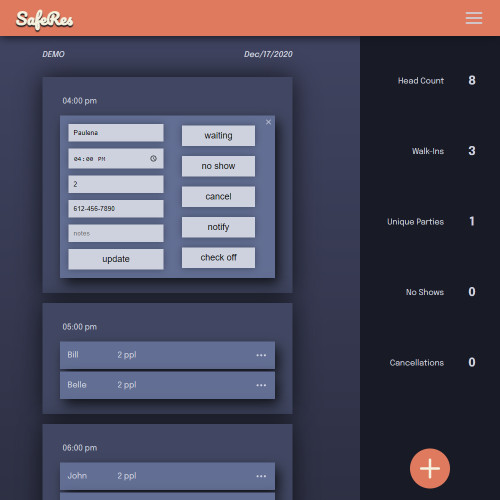 SafeRes
DEMO Dec/17/2020
04:00 pm
×
Paulena
04:00 PM
2
612-456-7890
notes
update
waiting
no show
cancel
notify
check off
05:00 pm
Bill 2 ppl ...
Belle 2 ppl ...
06:00 pm
John 2 ppl ...
Head Count 8
Walk-Ins 3
Unique Parties 1
No Shows 0
Cancellations 0
+